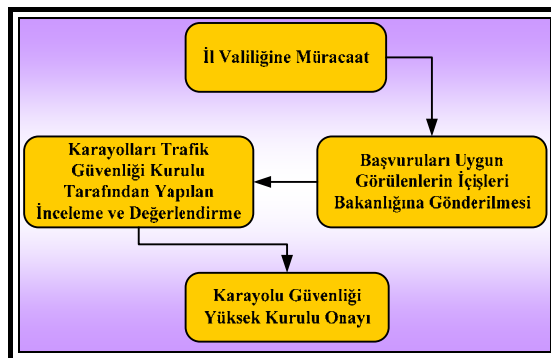 İl Valiliğine Müracaat
Başvuruları Uygun
Görülenlerin İçişleri
Bakanlığına Gönderilmesi
Karayolları Trafik
Güvenliği Kurulu
Tarafından Yapılan
İnceleme ve Değerlendirme
Karayolu Güvenliği
Yüksek Kurulu Onayı